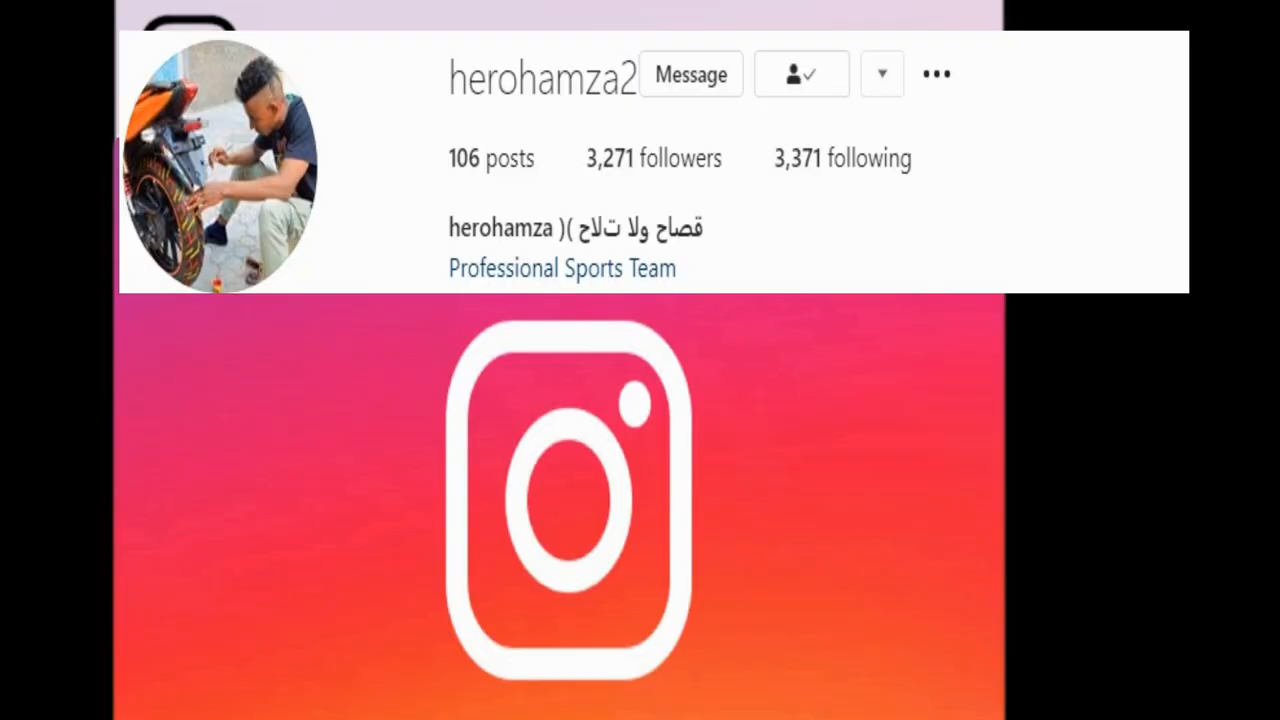 herohamza2 Message
106 posts 3,271 followers 3,371 following
herohamza )( قصاح ولا تلاح
Professional Sports Team